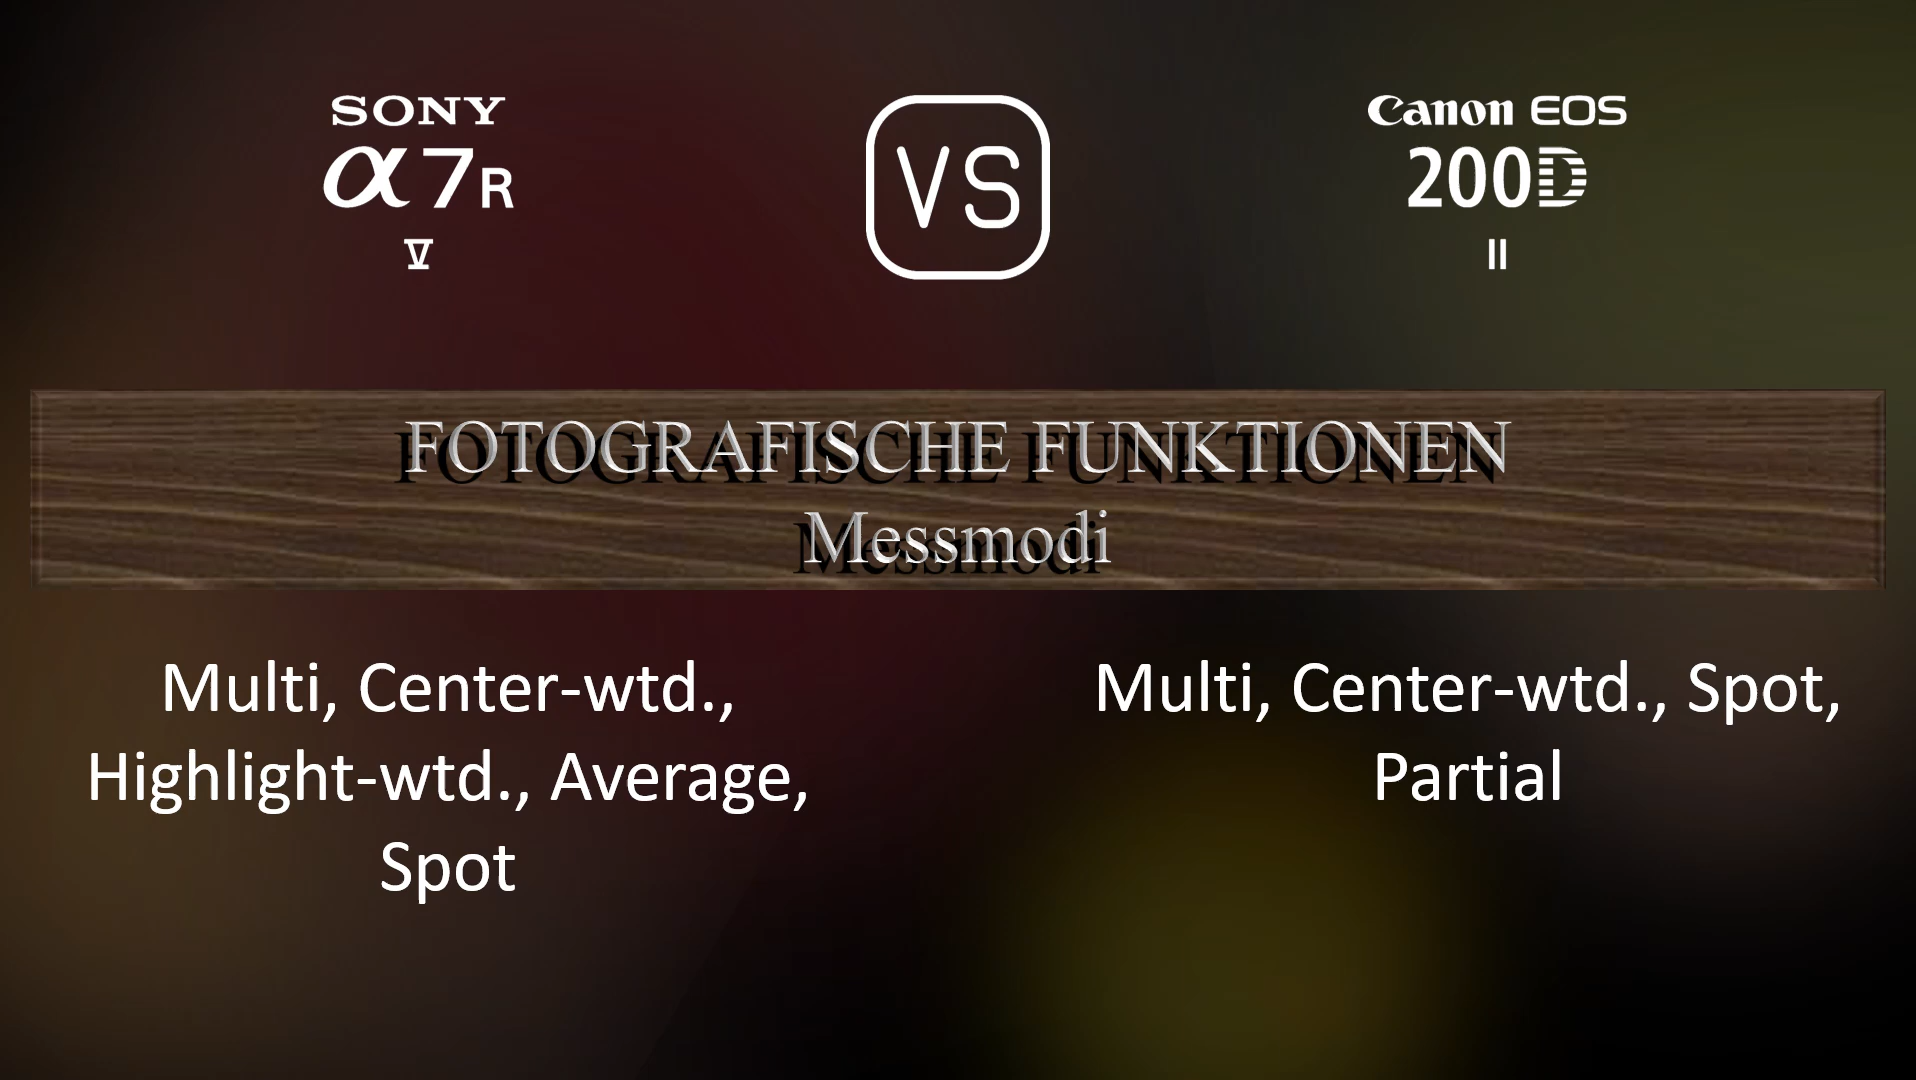 SONY
α7R
V
VS
Canon EOS
200D
II
FOTOGRAFISCHE FUNKTIONEN
Messmodi
Multi, Center-wtd.,
Highlight-wtd., Average,
Spot
Multi, Center-wtd., Spot,
Partial